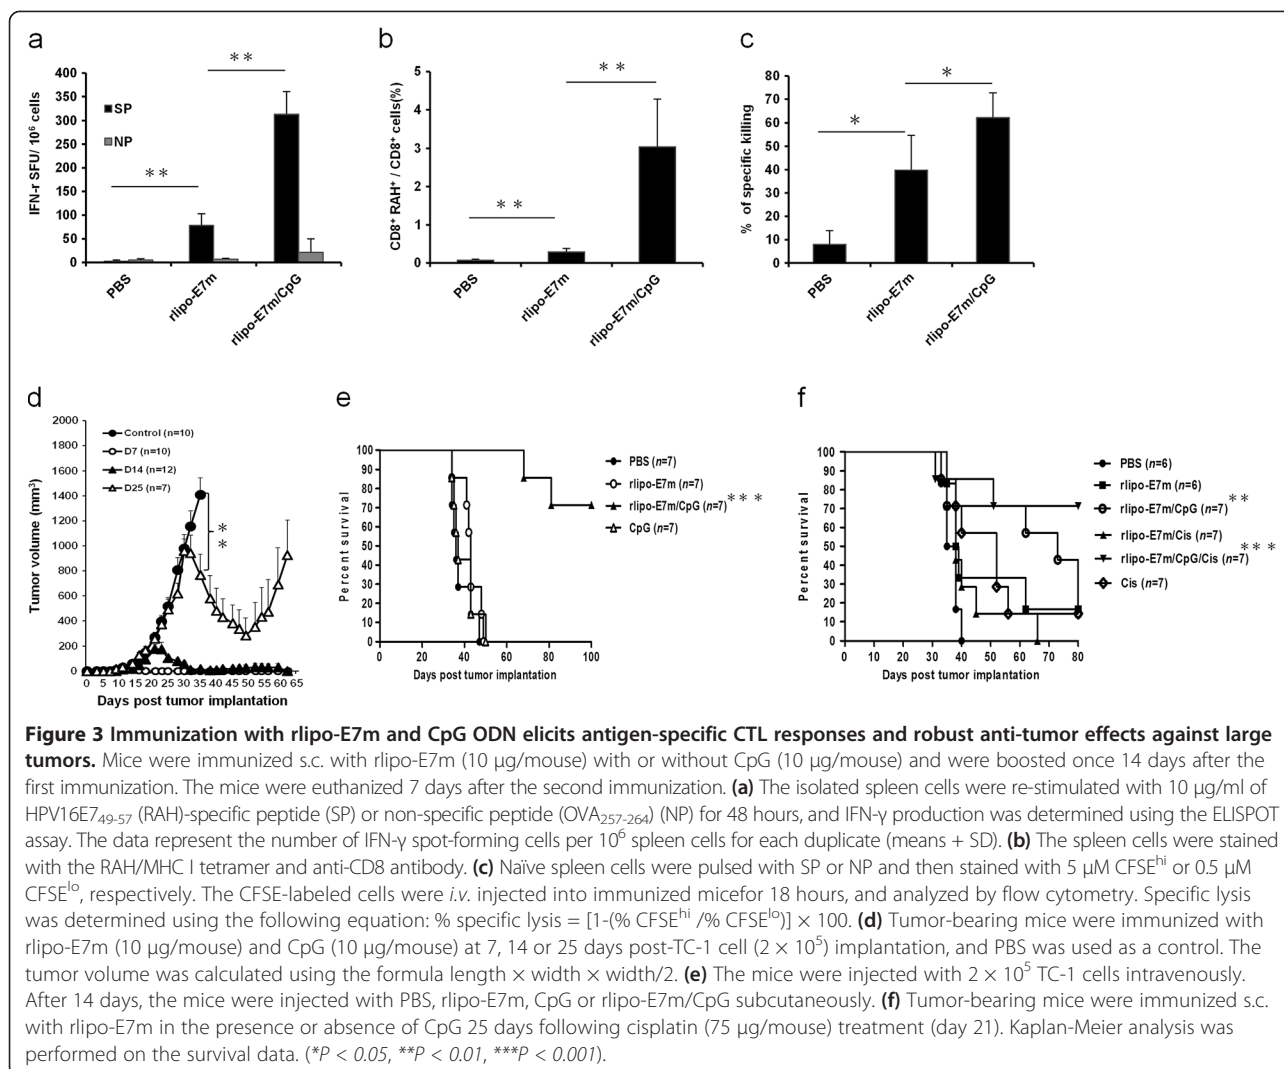 a
IFN-r SFU/ 10⁶ cells
400
350
300
250
200
150
100
50
0
SP
NP
**
**
PBS
rlipo-E7m
rlipo-E7m/CpG
b
CD8⁺ RAH⁺ / CD8⁺ cells(%)
5
4
3
2
1
0
**
**
PBS
rlipo-E7m
rlipo-E7m/CpG
c
% of specific killing
80
70
60
50
40
30
20
10
0
*
*
PBS
rlipo-E7m
rlipo-E7m/CpG
d
Tumor volume (mm³)
2000
1800
1600
1400
1200
1000
800
600
400
200
0
Control (n=10)
D7 (n=10)
D14 (n=12)
D25 (n=7)
**
0 5 10 15 20 25 30 35 40 45 50 55 60 65
Days post tumor implantation
e
Percent survival
100
90
80
70
60
50
40
30
20
10
0
0 20 40 60 80 100
Days post tumor implantation
PBS (n=7)
rlipo-E7m (n=7)
rlipo-E7m/CpG (n=7) ***
CpG (n=7)
f
Percent survival
100
90
80
70
60
50
40
30
20
10
0
0 10 20 30 40 50 60 70 80
Days post tumor implantation
PBS (n=6)
rlipo-E7m (n=6)
rlipo-E7m/CpG (n=7) **
rlipo-E7m/Cis (n=7)
rlipo-E7m/CpG/Cis (n=7) ***
Cis (n=7)
Figure 3 Immunization with rlipo-E7m and CpG ODN elicits antigen-specific CTL responses and robust anti-tumor effects against large
tumors. Mice were immunized s.c. with rlipo-E7m (10 μg/mouse) with or without CpG (10 μg/mouse) and were boosted once 14 days after the
first immunization. The mice were euthanized 7 days after the second immunization. (a) The isolated spleen cells were re-stimulated with 10 μg/ml of
HPV16E7₄₉₋₅₇ (RAH)-specific peptide (SP) or non-specific peptide (OVA₂₅₇₋₂₆₄) (NP) for 48 hours, and IFN-γ production was determined using the ELISPOT
assay. The data represent the number of IFN-γ spot-forming cells per 10⁶ spleen cells for each duplicate (means + SD). (b) The spleen cells were stained
with the RAH/MHC I tetramer and anti-CD8 antibody. (c) Naïve spleen cells were pulsed with SP or NP and then stained with 5 μM CFSEʰⁱ or 0.5 μM
CFSEˡᵒ, respectively. The CFSE-labeled cells were i.v. injected into immunized micefor 18 hours, and analyzed by flow cytometry. Specific lysis
was determined using the following equation: % specific lysis = [1-(% CFSEʰⁱ /% CFSEˡᵒ)] × 100. (d) Tumor-bearing mice were immunized with
rlipo-E7m (10 μg/mouse) and CpG (10 μg/mouse) at 7, 14 or 25 days post-TC-1 cell (2 × 10⁵) implantation, and PBS was used as a control. The
tumor volume was calculated using the formula length × width × width/2. (e) The mice were injected with 2 × 10⁵ TC-1 cells intravenously.
After 14 days, the mice were injected with PBS, rlipo-E7m, CpG or rlipo-E7m/CpG subcutaneously. (f) Tumor-bearing mice were immunized s.c.
with rlipo-E7m in the presence or absence of CpG 25 days following cisplatin (75 μg/mouse) treatment (day 21). Kaplan-Meier analysis was
performed on the survival data. (*P < 0.05, **P < 0.01, ***P < 0.001).